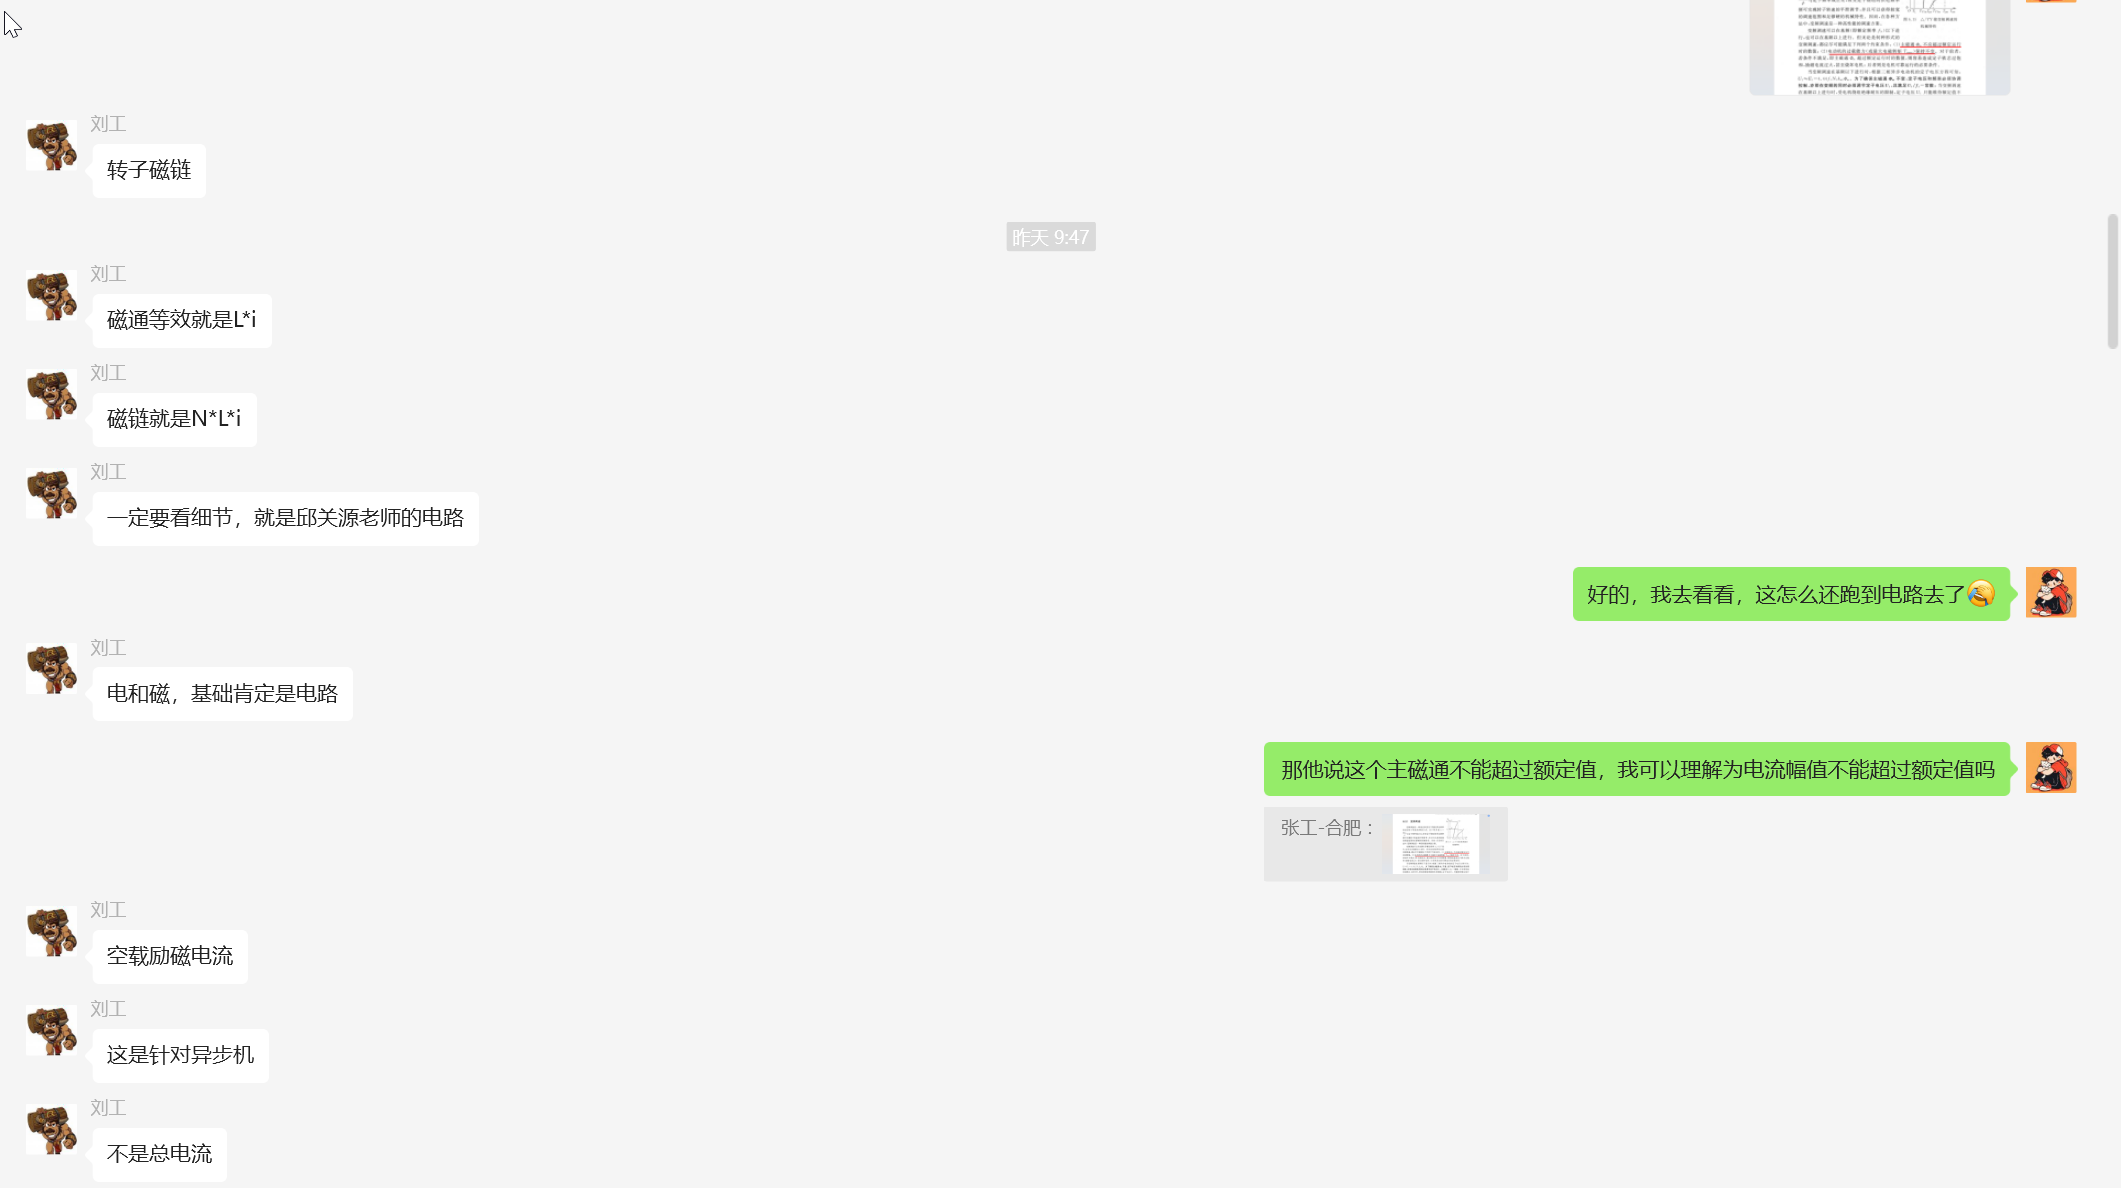 刘工
转子磁链
昨天 9:47
刘工
磁通等效就是L*i
刘工
磁链就是N*L*i
刘工
一定要看细节，就是邱关源老师的电路
好的，我去看看，这怎么还跑到电路去了
刘工
电和磁，基础肯定是电路
那他说这个主磁通不能超过额定值，我可以理解为电流幅值不能超过额定值吗
张工-合肥：
刘工
空载励磁电流
刘工
这是针对异步机
刘工
不是总电流